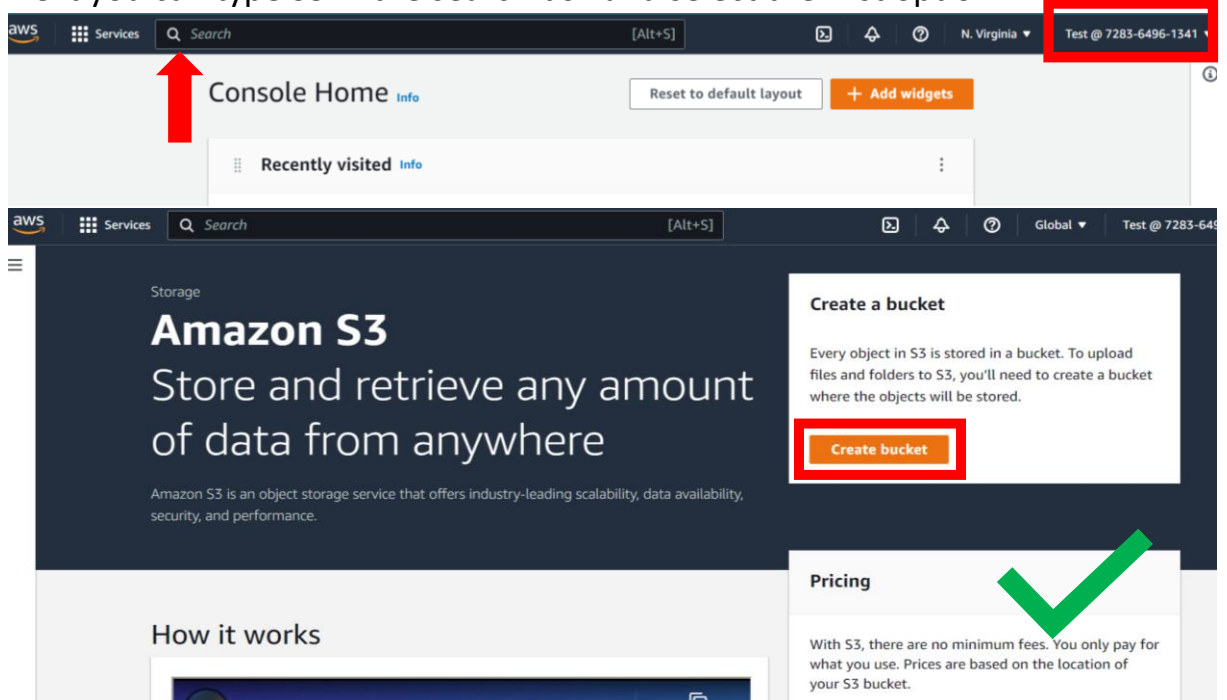 aws Services Search [Alt+S] N. Virginia ▼ Test @ 7283-6496-1341 ▼
Console Home Info Reset to default layout + Add widgets
Recently visited Info
aws Services Search [Alt+S] Global ▼ Test @ 7283-649
Storage
Amazon S3
Store and retrieve any amount
of data from anywhere
Amazon S3 is an object storage service that offers industry-leading scalability, data availability,
security, and performance.
Create a bucket
Every object in S3 is stored in a bucket. To upload
files and folders to S3, you'll need to create a bucket
where the objects will be stored.
Create bucket
How it works
Pricing
With S3, there are no minimum fees. You only pay for
what you use. Prices are based on the location of
your S3 bucket.